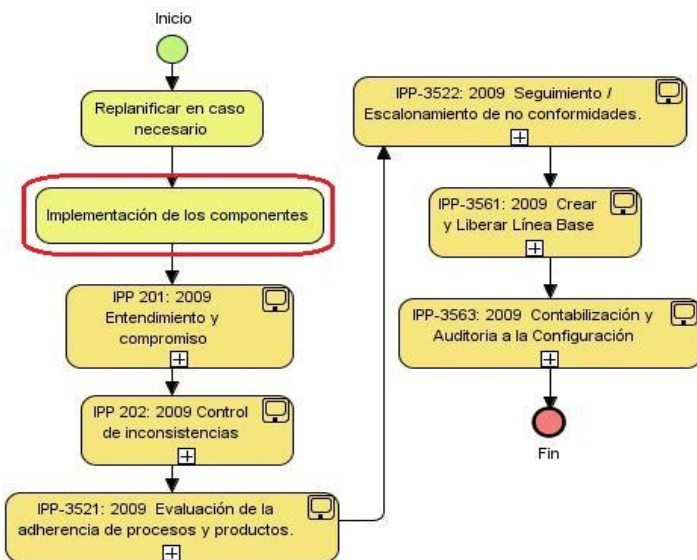 Inicio
Replanificar en caso
necesario
Implementación de los componentes
IPP 201: 2009
Entendimiento y
compromiso
IPP 202: 2009 Control
de inconsistencias
IPP-3521: 2009 Evaluación de la
adherencia de procesos y productos.
IPP-3522: 2009 Seguimiento /
Escalonamiento de no conformidades.
IPP-3561: 2009 Crear
y Liberar Línea Base
IPP-3563: 2009 Contabilización y
Auditoria a la Configuración
Fin